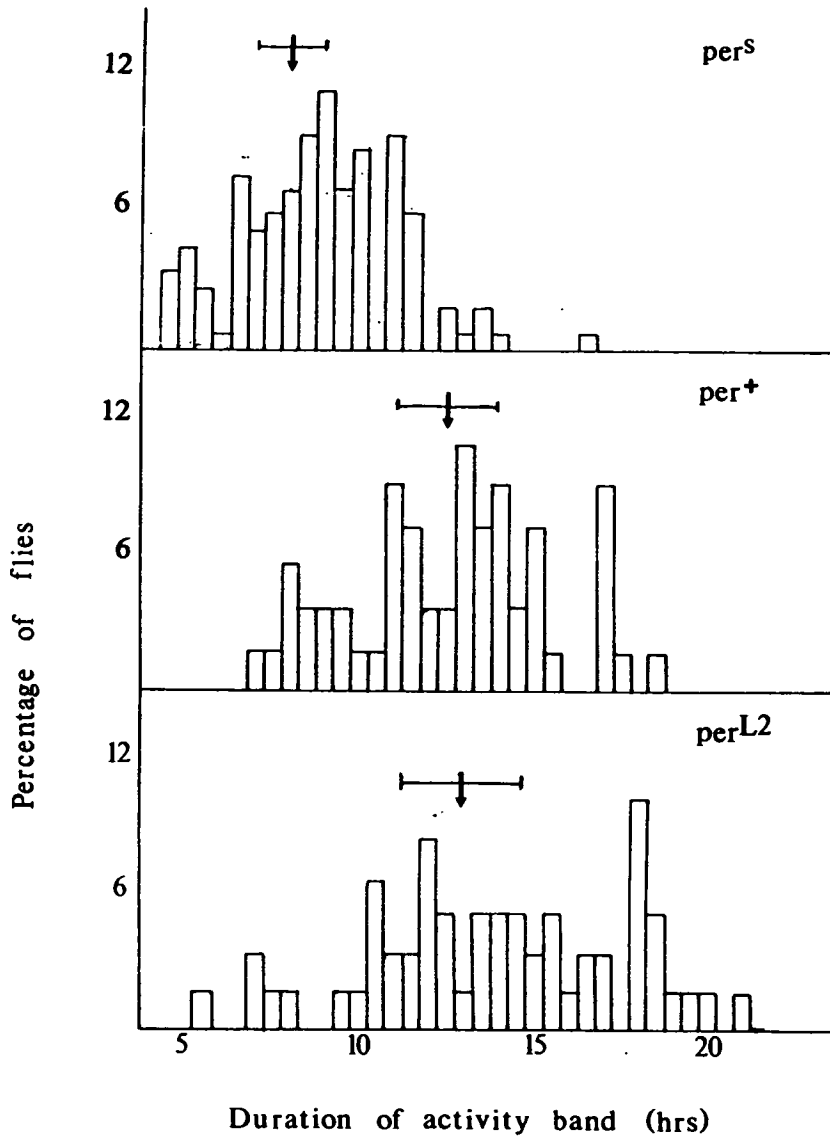 per^S
12
6
per^+
12
6
per^L2
12
6
5 10 15 20
Percentage of flies
Duration of activity band (hrs)